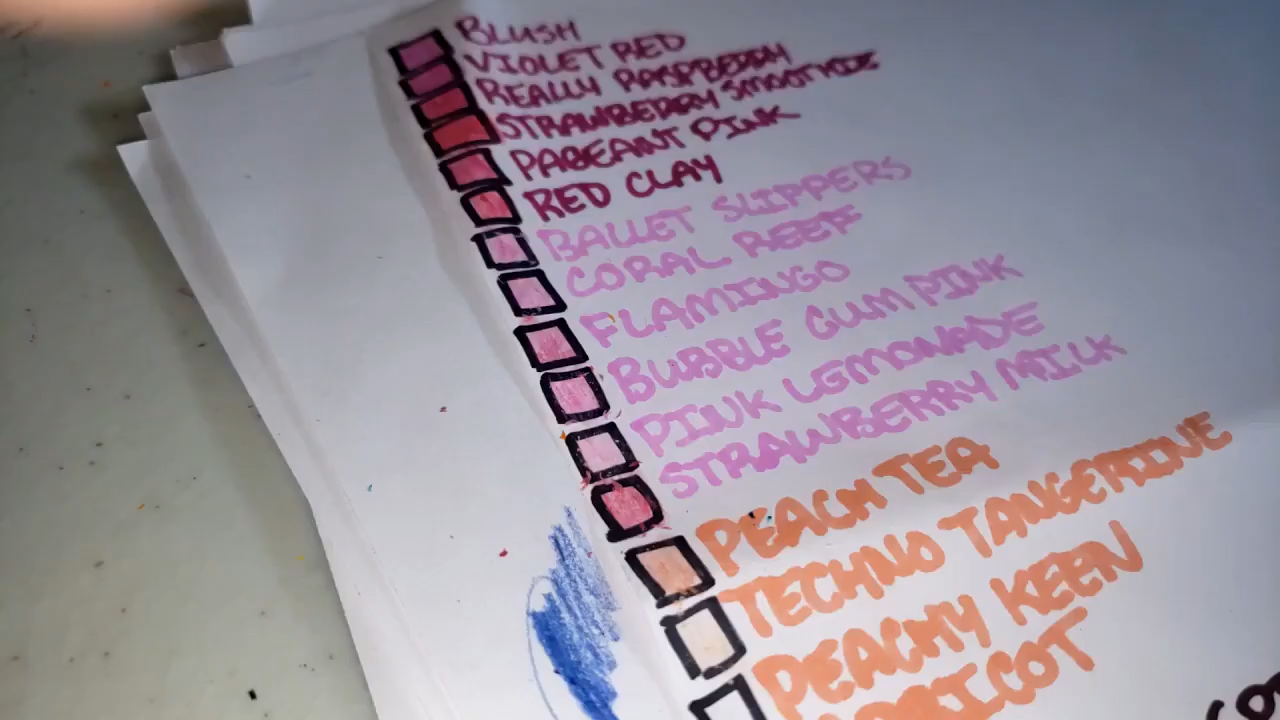 BLUSH
VIOLET RED
REALLY RASPBERRY
STRAWBERRY SMOOTHIE
PAGEANT PINK
RED CLAY
BALLET SLIPPERS
CORAL REEF
FLAMINGO
BUBBLE GUM PINK
PINK LEMONADE
STRAWBERRY MILK
PEACH TEA
TECHNO TANGERINE
PEACHY KEEN
APRICOT